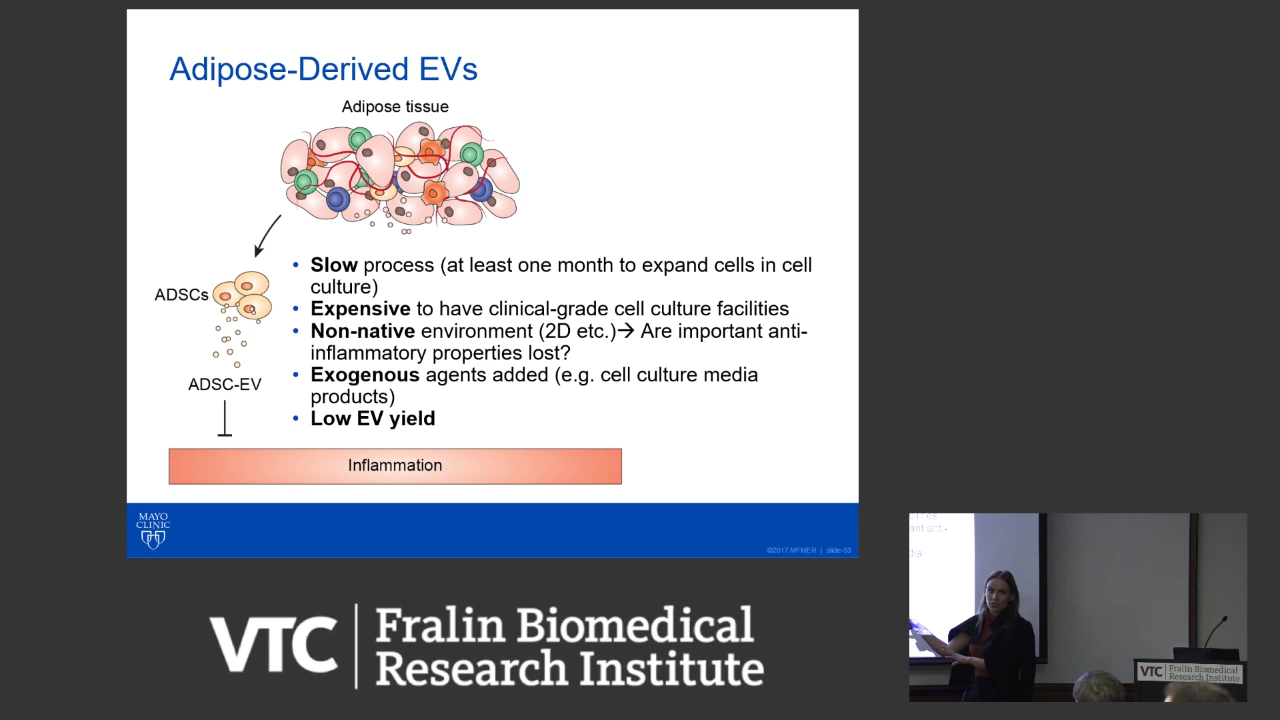 Adipose-Derived EVs
Adipose tissue
ADSCs
• Slow process (at least one month to expand cells in cell
culture)
• Expensive to have clinical-grade cell culture facilities
• Non-native environment (2D etc.)→ Are important anti-
inflammatory properties lost?
• Exogenous agents added (e.g. cell culture media
products)
• Low EV yield
ADSC-EV
Inflammation
MAYO
CLINIC
©2017 MFMER | slide-53
VTC
Fralin Biomedical
Research Institute
VTC
Fralin Biomedical
Research Institute